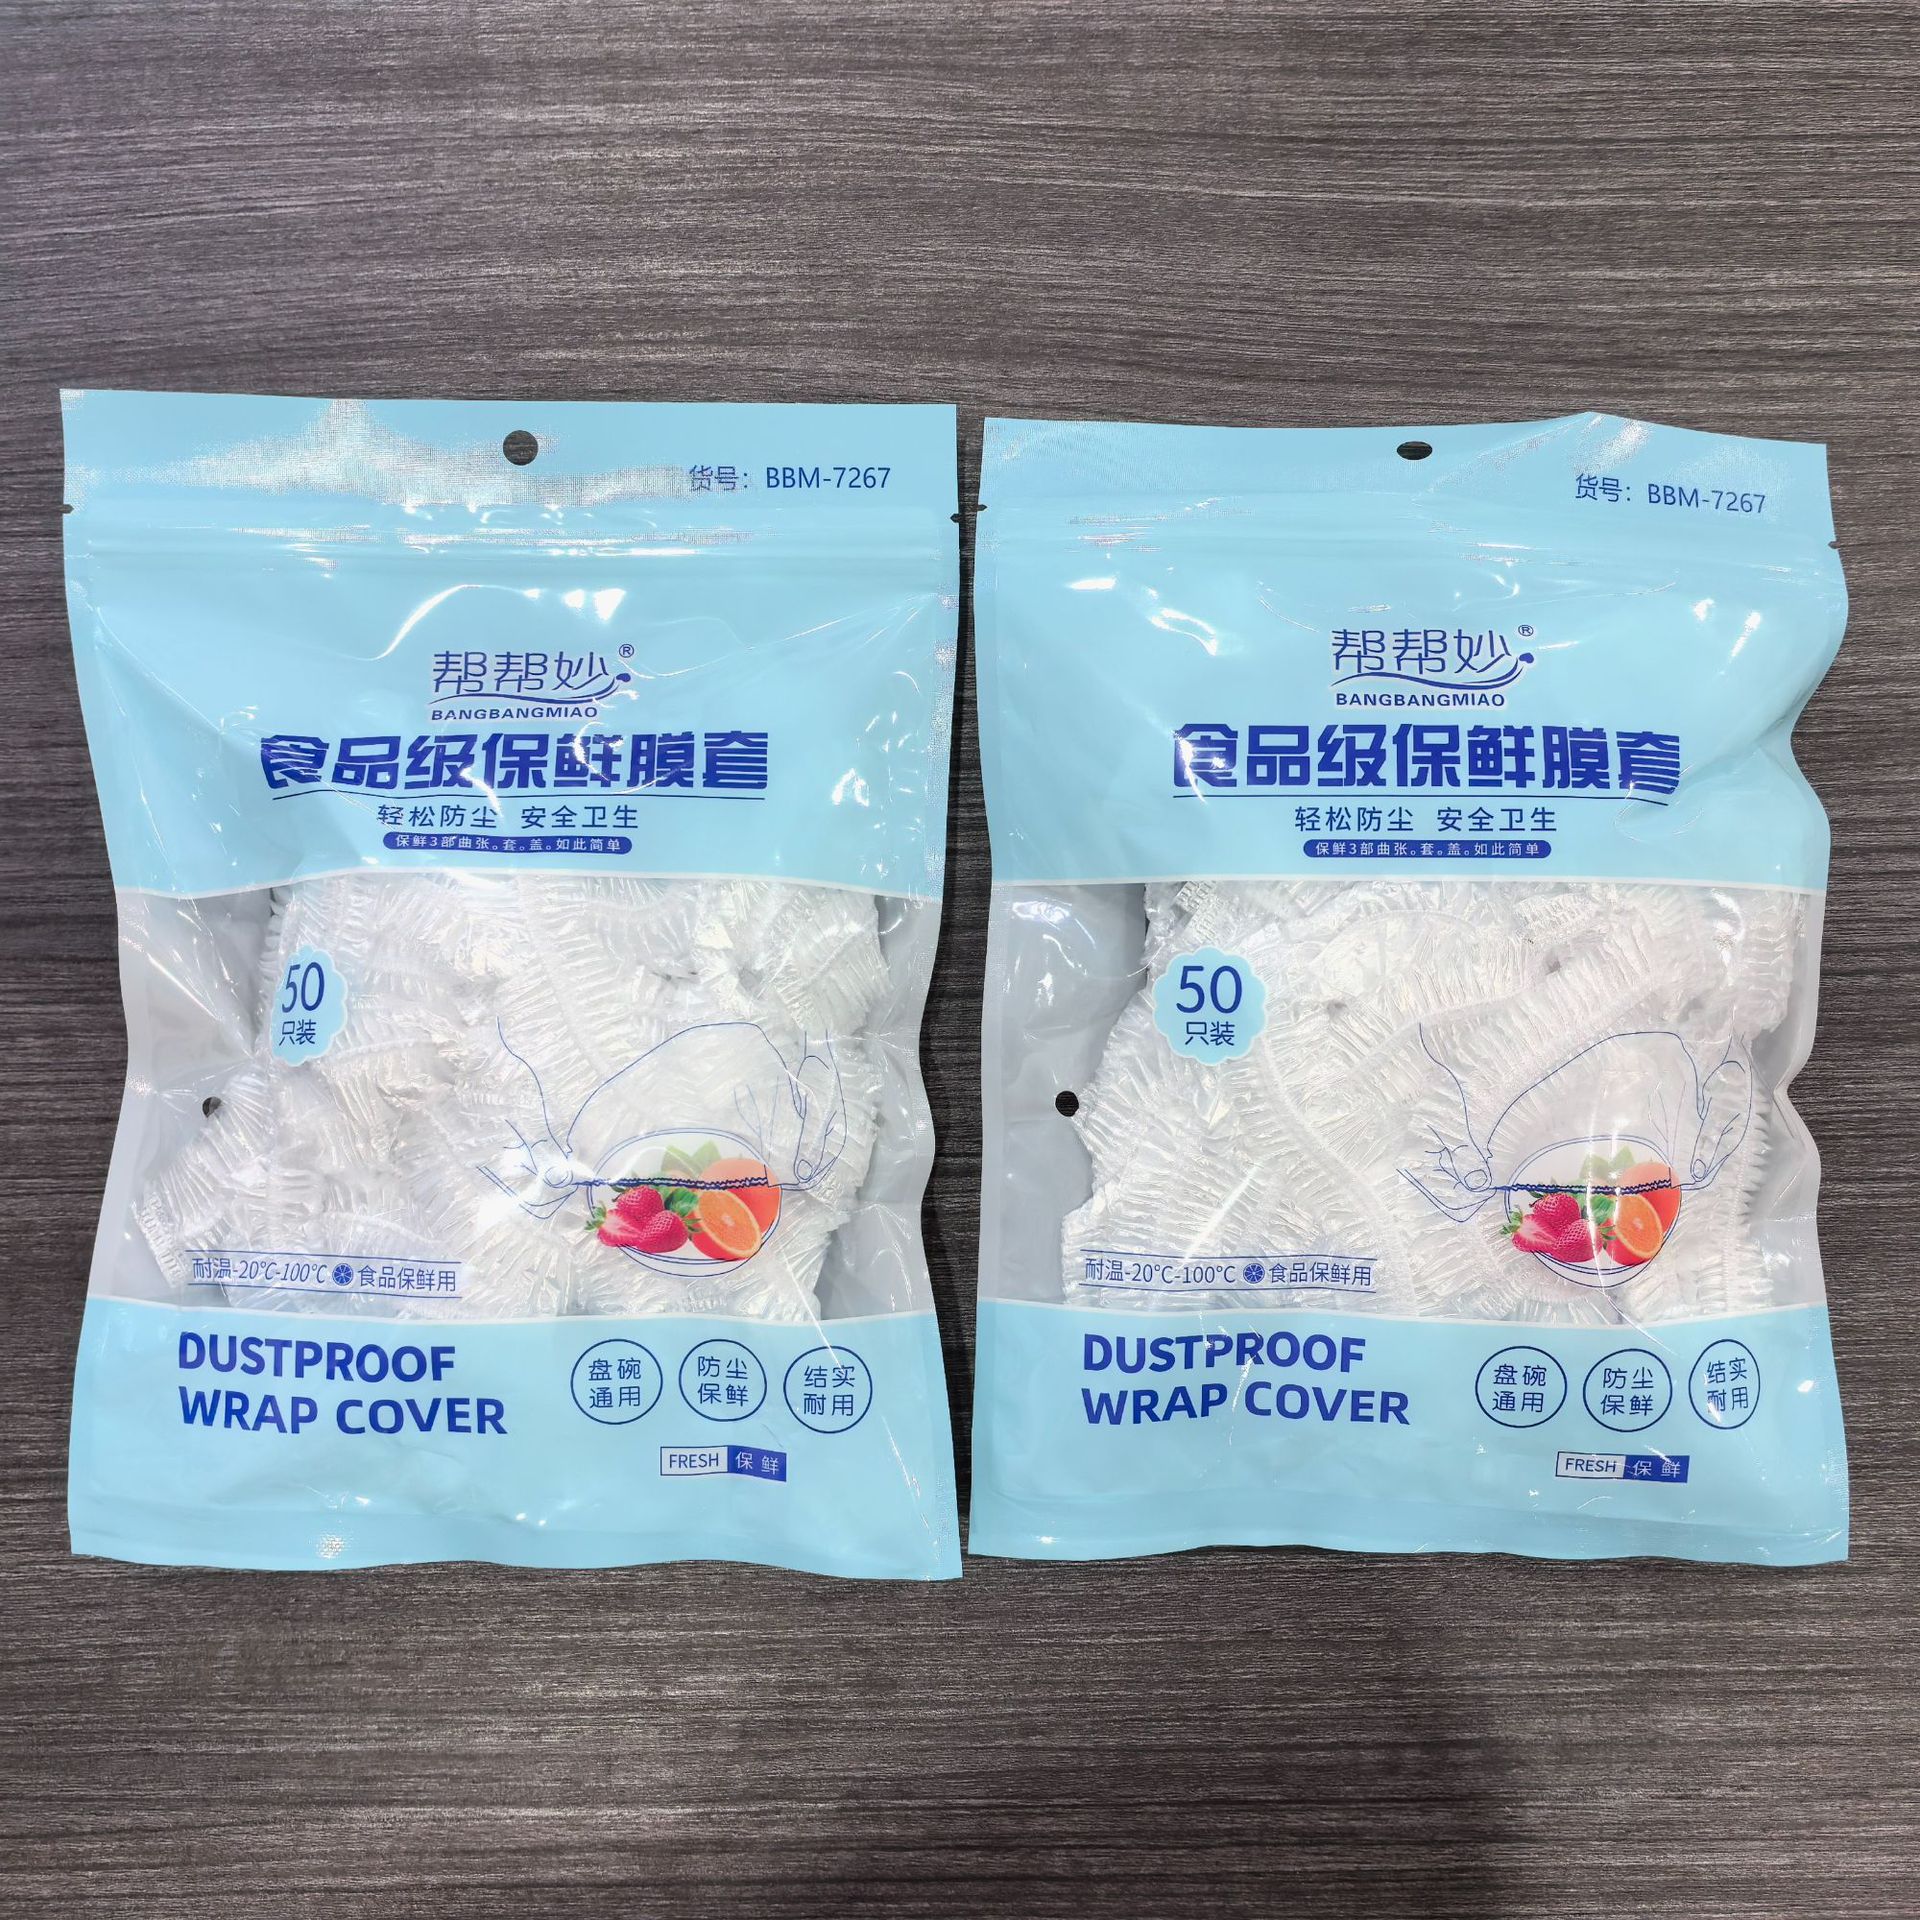 货号：BBM-7267
帮帮妙®
BANGBANGMIAO
食品级保鲜膜套
轻松防尘 安全卫生
保鲜3部曲张。套。盖。如此简单
50
只装
耐温-20℃-100℃ 食品保鲜用
DUSTPROOF
WRAP COVER
盘碗
通用
防尘
保鲜
结实
耐用
FRESH 保鲜
货号：BBM-7267
帮帮妙®
BANGBANGMIAO
食品级保鲜膜套
轻松防尘 安全卫生
保鲜3部曲张。套。盖。如此简单
50
只装
耐温-20℃-100℃ 食品保鲜用
DUSTPROOF
WRAP COVER
盘碗
通用
防尘
保鲜
结实
耐用
FRESH 保鲜